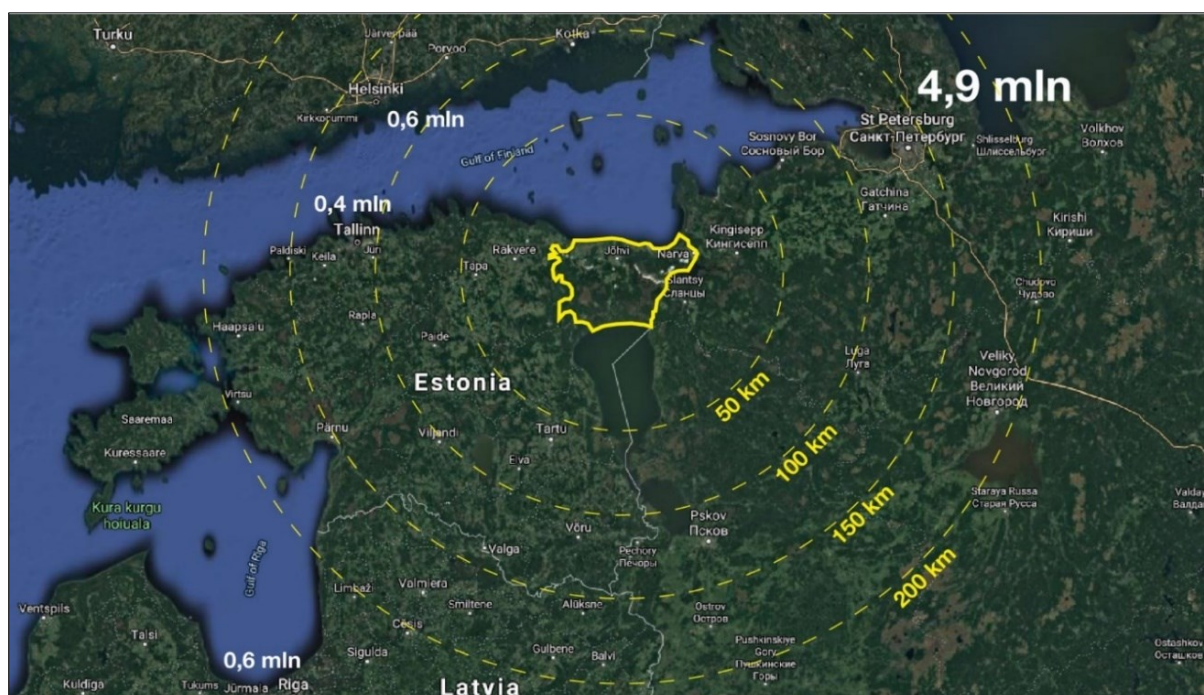 Turku
Järvenpää
Porvoo
Kotka
Helsinki
Kirkkonummi
0,6 mln
4,9 mln
St Petersburg
Санкт-Петербург
Sosnovy Bor
Сосновый Бор
Shlisselburg
Шлиссельбург
Volkhov
Волхов
Gulf of Finland
Gatchina
Гатчина
0,4 mln
Tallinn
Paldiski
Keila
Jüri
Rakvere
Tapa
Jõhvi
Narva
Kingisepp
Кингисепп
Slantsy
Сланцы
Kirishi
Кириши
Chudovo
Чудово
Haapsalu
Rapla
Paide
Luga
Луга
Veliky
Novgorod
Великий
Новгород
Estonia
50 km
Virtsu
Saaremaa
Kuressaare
Pärnu
Viljandi
Tartu
Elva
100 km
Kura kurgu
hoiuala
Staraya Russa
Старая Русса
150 km
Pskov
Псков
Võru
Valga
Pechory
Печоры
200 km
Gulf of Riga
Limbaži
Valmiera
Smiltene
Alūksne
Ostrov
Остров
Ventspils
Talsi
Cēsis
Sigulda
Gulbene
Balvi
Pushkinskiye
Gory
Пушкинские
Горы
Ostashkov
Осташков
0,6 mln
Kuldīga
Tukums
Jūrmala
Rīga
Latvia